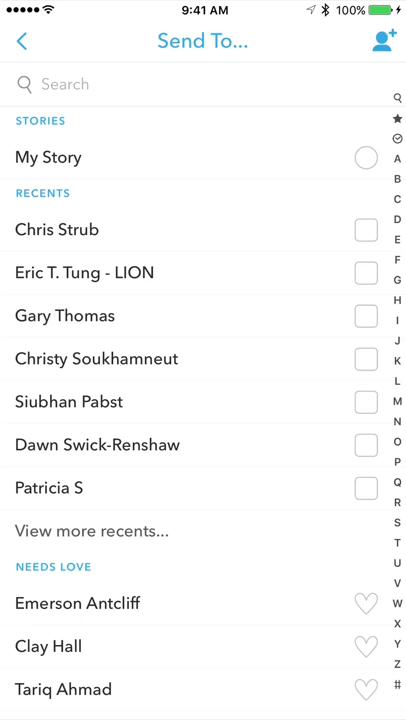 9:41 AM
100%
Send To...
Search
STORIES
My Story
RECENTS
Chris Strub
Eric T. Tung - LION
Gary Thomas
Christy Soukhamneut
Siubhan Pabst
Dawn Swick-Renshaw
Patricia S
View more recents...
NEEDS LOVE
Emerson Antcliff
Clay Hall
Tariq Ahmad
A
B
C
D
E
F
G
H
I
J
K
L
M
N
O
P
Q
R
S
T
U
V
W
X
Y
Z
#